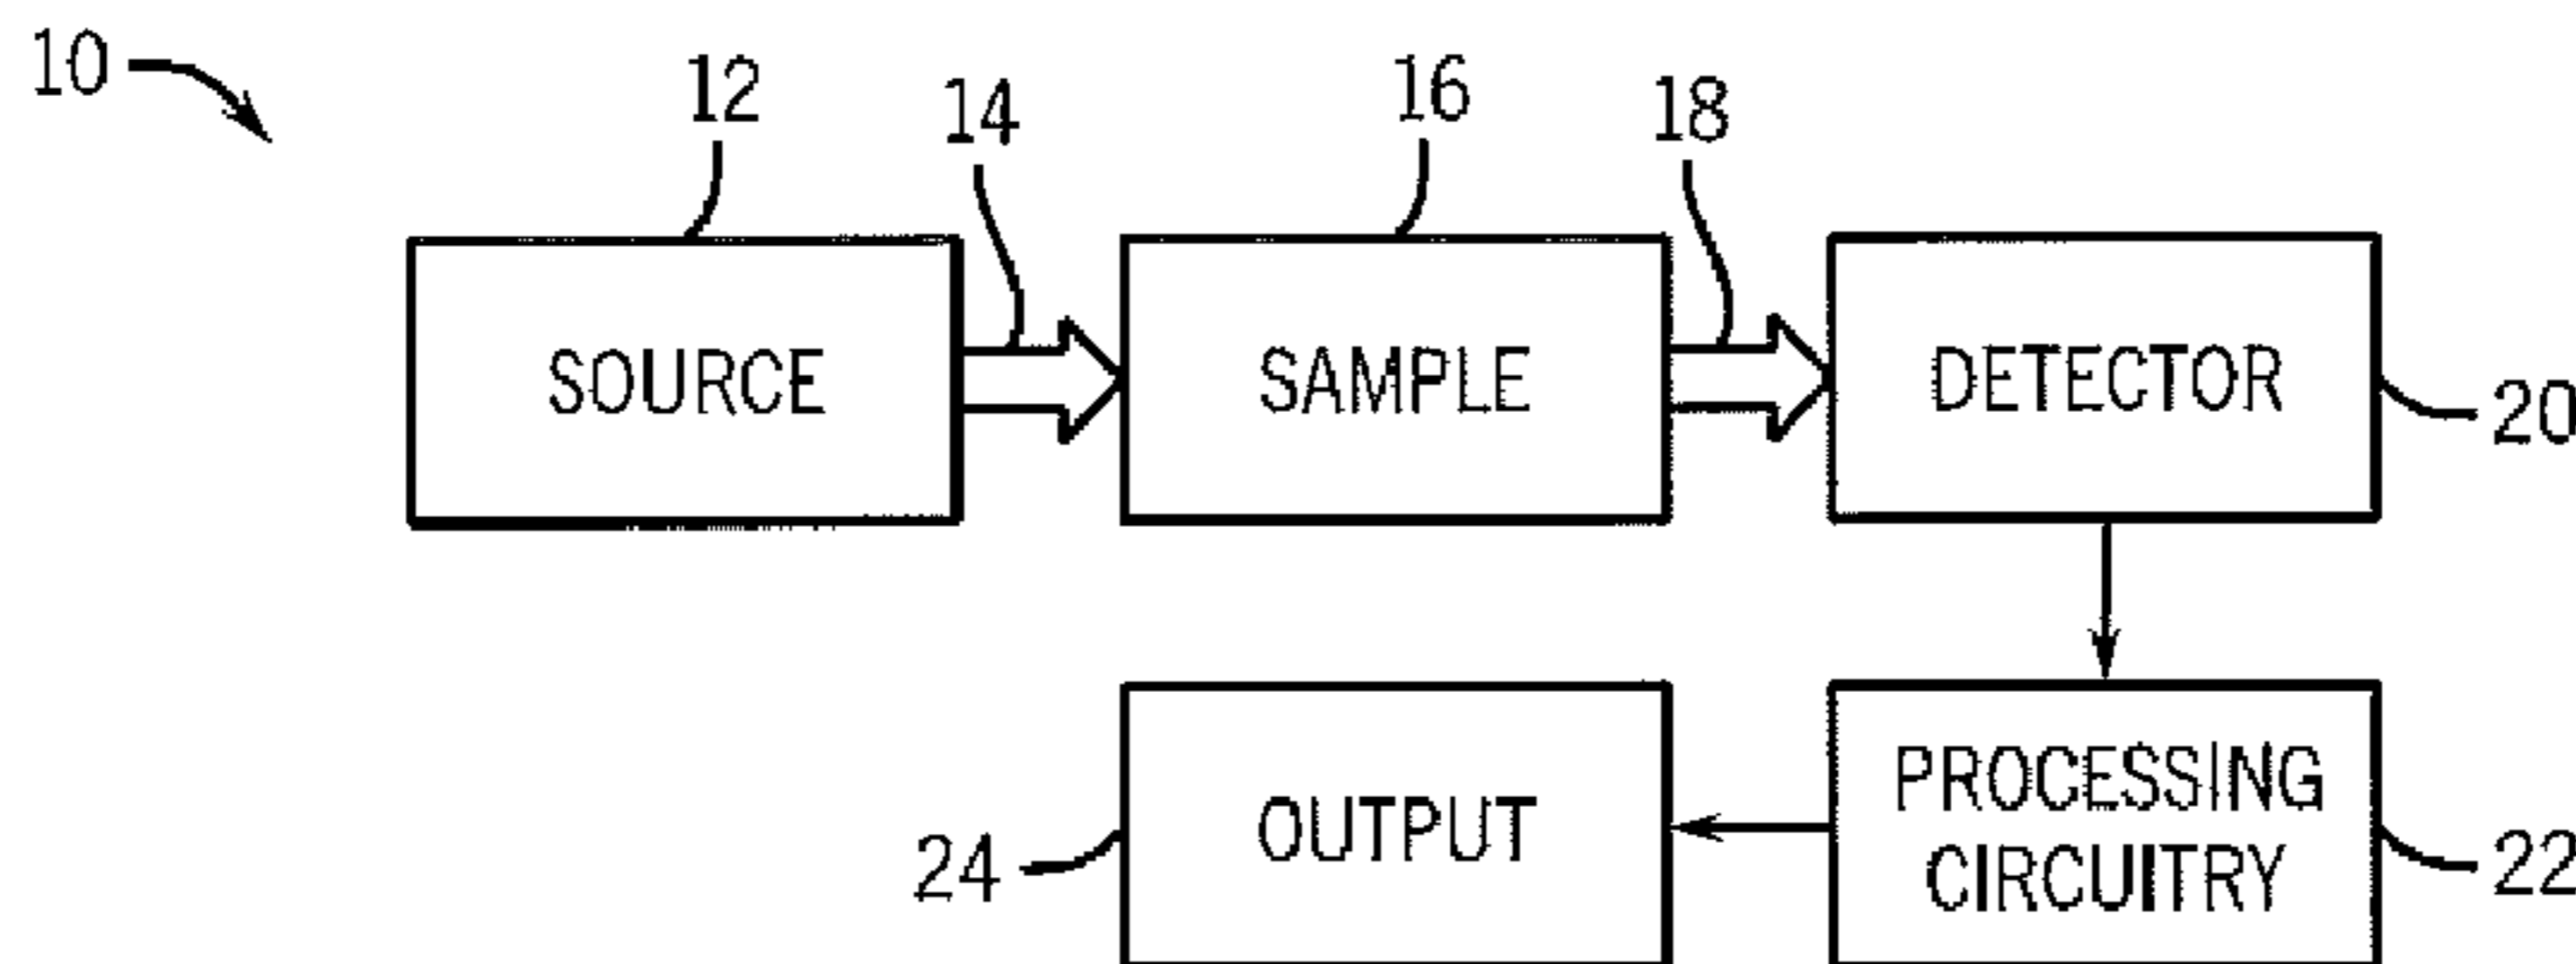 10
12
14
16
18
SOURCE
SAMPLE
DETECTOR
20
OUTPUT
PROCESSING
CIRCUITRY
24
22